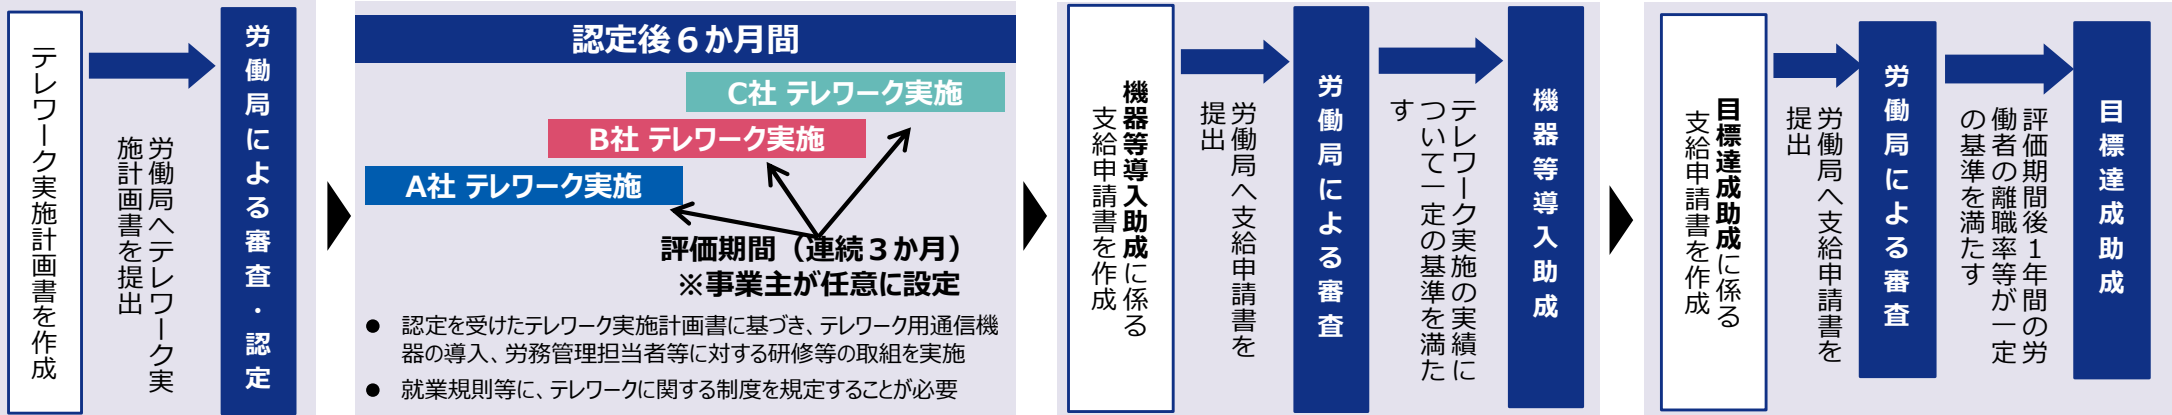 テレワーク実施計画書を作成
労働局へテレワーク実
施計画書を提出
労働局による審査・認定
認定後６か月間
C社 テレワーク実施
B社 テレワーク実施
A社 テレワーク実施
評価期間（連続３か月）
※事業主が任意に設定
● 認定を受けたテレワーク実施計画書に基づき、テレワーク用通信機
器の導入、労務管理担当者等に対する研修等の取組を実施
● 就業規則等に、テレワークに関する制度を規定することが必要
機器等導入助成に係る
支給申請書を作成
労働局へ支給申請書を
提出
労働局による審査
テレワーク実施の実績に
ついて一定の基準を満た
す
機器等導入助成
目標達成助成に係る
支給申請書を作成
労働局へ支給申請書を
提出
労働局による審査
評価期間後１年間の労
働者の離職率等が一定
の基準を満たす
目標達成助成